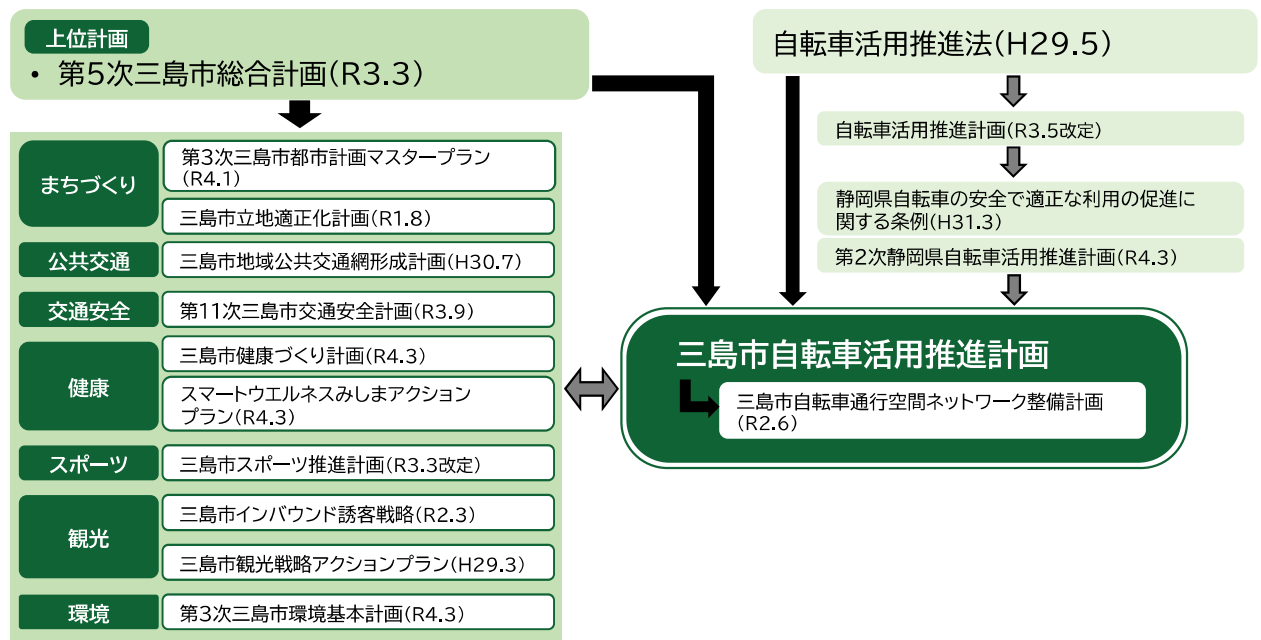 上位計画
・ 第5次三島市総合計画(R3.3)
まちづくり
第3次三島市都市計画マスタープラン
(R4.1)
三島市立地適正化計画(R1.8)
公共交通
三島市地域公共交通網形成計画(H30.7)
交通安全
第11次三島市交通安全計画(R3.9)
健康
三島市健康づくり計画(R4.3)
スマートウエルネスみしまアクション
プラン(R4.3)
スポーツ
三島市スポーツ推進計画(R3.3改定)
観光
三島市インバウンド誘客戦略(R2.3)
三島市観光戦略アクションプラン(H29.3)
環境
第3次三島市環境基本計画(R4.3)
自転車活用推進法(H29.5)
自転車活用推進計画(R3.5改定)
静岡県自転車の安全で適正な利用の促進に
関する条例(H31.3)
第2次静岡県自転車活用推進計画(R4.3)
三島市自転車活用推進計画
三島市自転車通行空間ネットワーク整備計画
(R2.6)